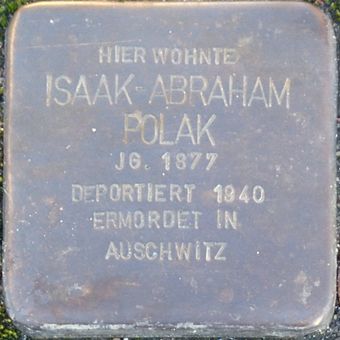 HIER WOHNTE
ISAAK-ABRAHAM
POLAK
JG. 1877
DEPORTIERT 1940
ERMORDET IN
AUSCHWITZ